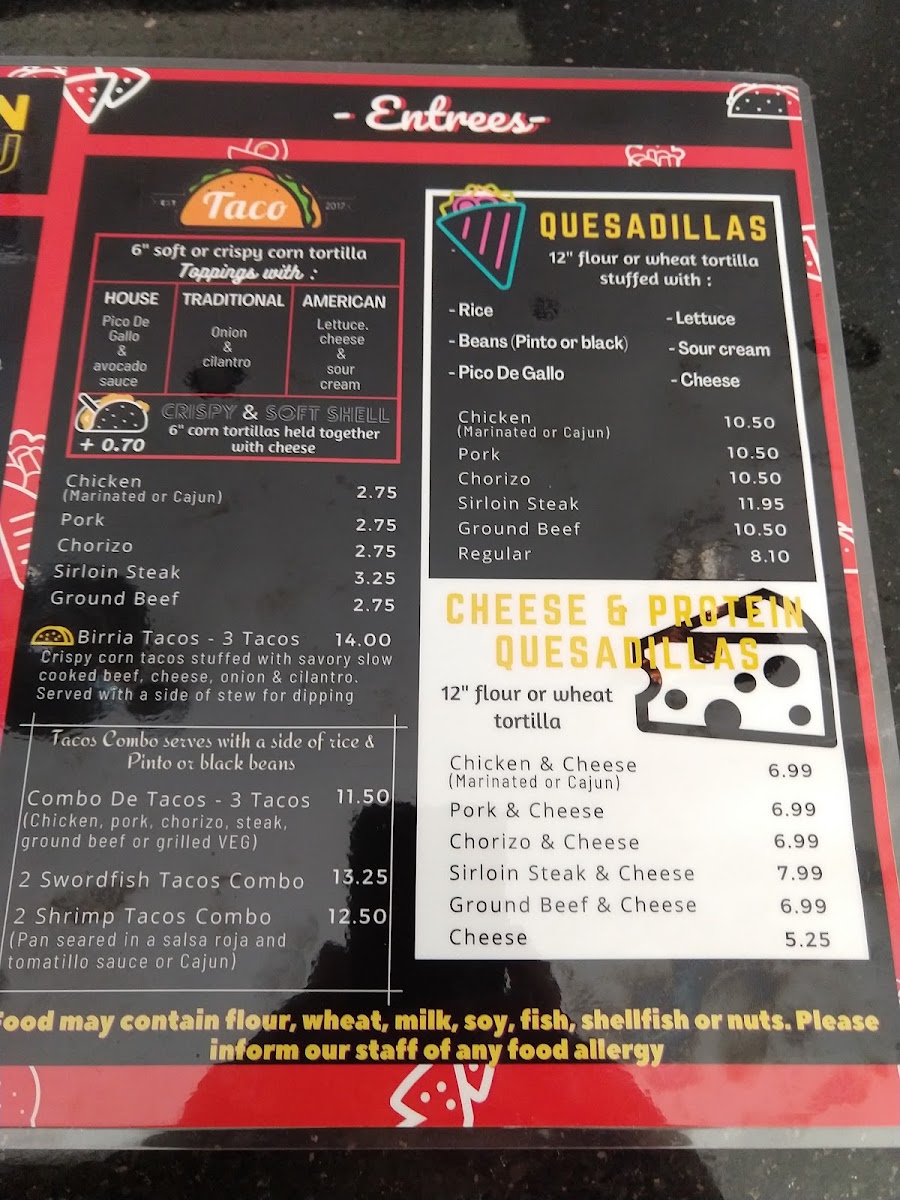 N
U
- Entrees-
EST
Taco
2017
6" soft or crispy corn tortilla
Toppings with :
HOUSE
Pico De
Gallo
&
avocado
sauce
TRADITIONAL
Onion
&
cilantro
AMERICAN
Lettuce.
cheese
&
sour
cream
+ 0.70
CRISPY & SOFT SHELL
6" corn tortillas held together
with cheese
Chicken 2.75
(Marinated or Cajun)
Pork 2.75
Chorizo 2.75
Sirloin Steak 3.25
Ground Beef 2.75
Birria Tacos - 3 Tacos 14.00
Crispy corn tacos stuffed with savory slow
cooked beef, cheese, onion & cilantro.
Served with a side of stew for dipping
Tacos Combo serves with a side of rice &
Pinto or black beans
Combo De Tacos - 3 Tacos 11.50
(Chicken, pork, chorizo, steak,
ground beef or grilled VEG)
2 Swordfish Tacos Combo 13.25
2 Shrimp Tacos Combo 12.50
(Pan seared in a salsa roja and
tomatillo sauce or Cajun)
QUESADILLAS
12" flour or wheat tortilla
stuffed with :
- Rice
- Beans (Pinto or black)
- Pico De Gallo
- Lettuce
- Sour cream
- Cheese
Chicken 10.50
(Marinated or Cajun)
Pork 10.50
Chorizo 10.50
Sirloin Steak 11.95
Ground Beef 10.50
Regular 8.10
CHEESE & PROTEIN
QUESADILLAS
12" flour or wheat
tortilla
Chicken & Cheese 6.99
(Marinated or Cajun)
Pork & Cheese 6.99
Chorizo & Cheese 6.99
Sirloin Steak & Cheese 7.99
Ground Beef & Cheese 6.99
Cheese 5.25
Food may contain flour, wheat, milk, soy, fish, shellfish or nuts. Please
inform our staff of any food allergy